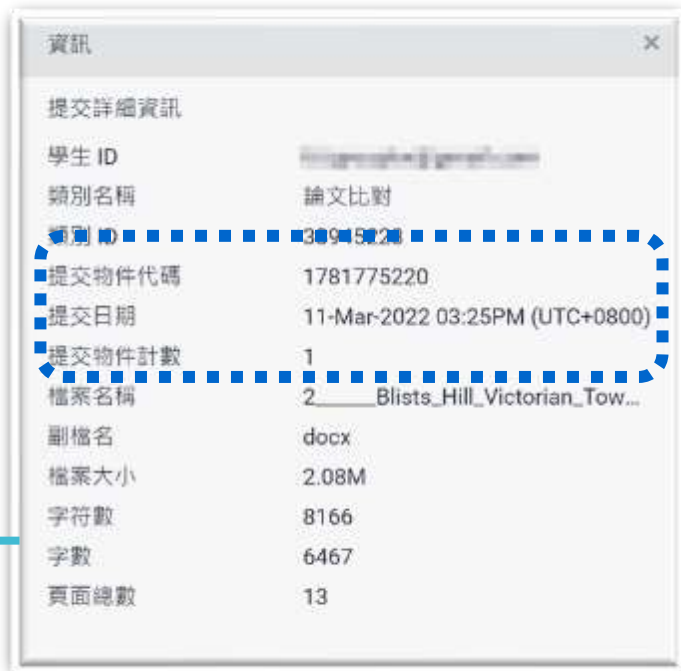 資訊 ×
提交詳細資訊
學生 ID
類別名稱 論文比對
類別 ID
提交物件代碼 1781775220
提交日期 11-Mar-2022 03:25PM (UTC+0800)
提交物件計數 1
檔案名稱 2_____Blists_Hill_Victorian_Tow...
副檔名 docx
檔案大小 2.08M
字符數 8166
字數 6467
頁面總數 13